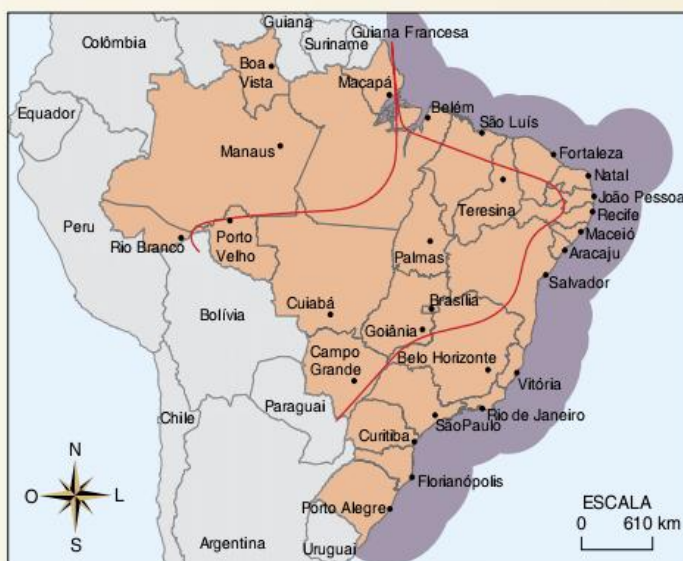 Guiana
Guiana Francesa
Colômbia
Suriname
Boa
Vista
Macapá
Equador
Belém
São Luís
Manaus
Fortaleza
Natal
João Pessoa
Teresina
Recife
Peru
Maceió
Rio Branco
Porto
Velho
Palmas
Aracaju
Salvador
Cuiabá
Brasília
Bolívia
Goiânia
Campo
Grande
Belo Horizonte
Paraguai
Vitória
Chile
Rio de Janeiro
SãoPaulo
Curitiba
N
O
L
S
Florianópolis
Porto Alegre
ESCALA
0 610 km
Argentina
Uruguai